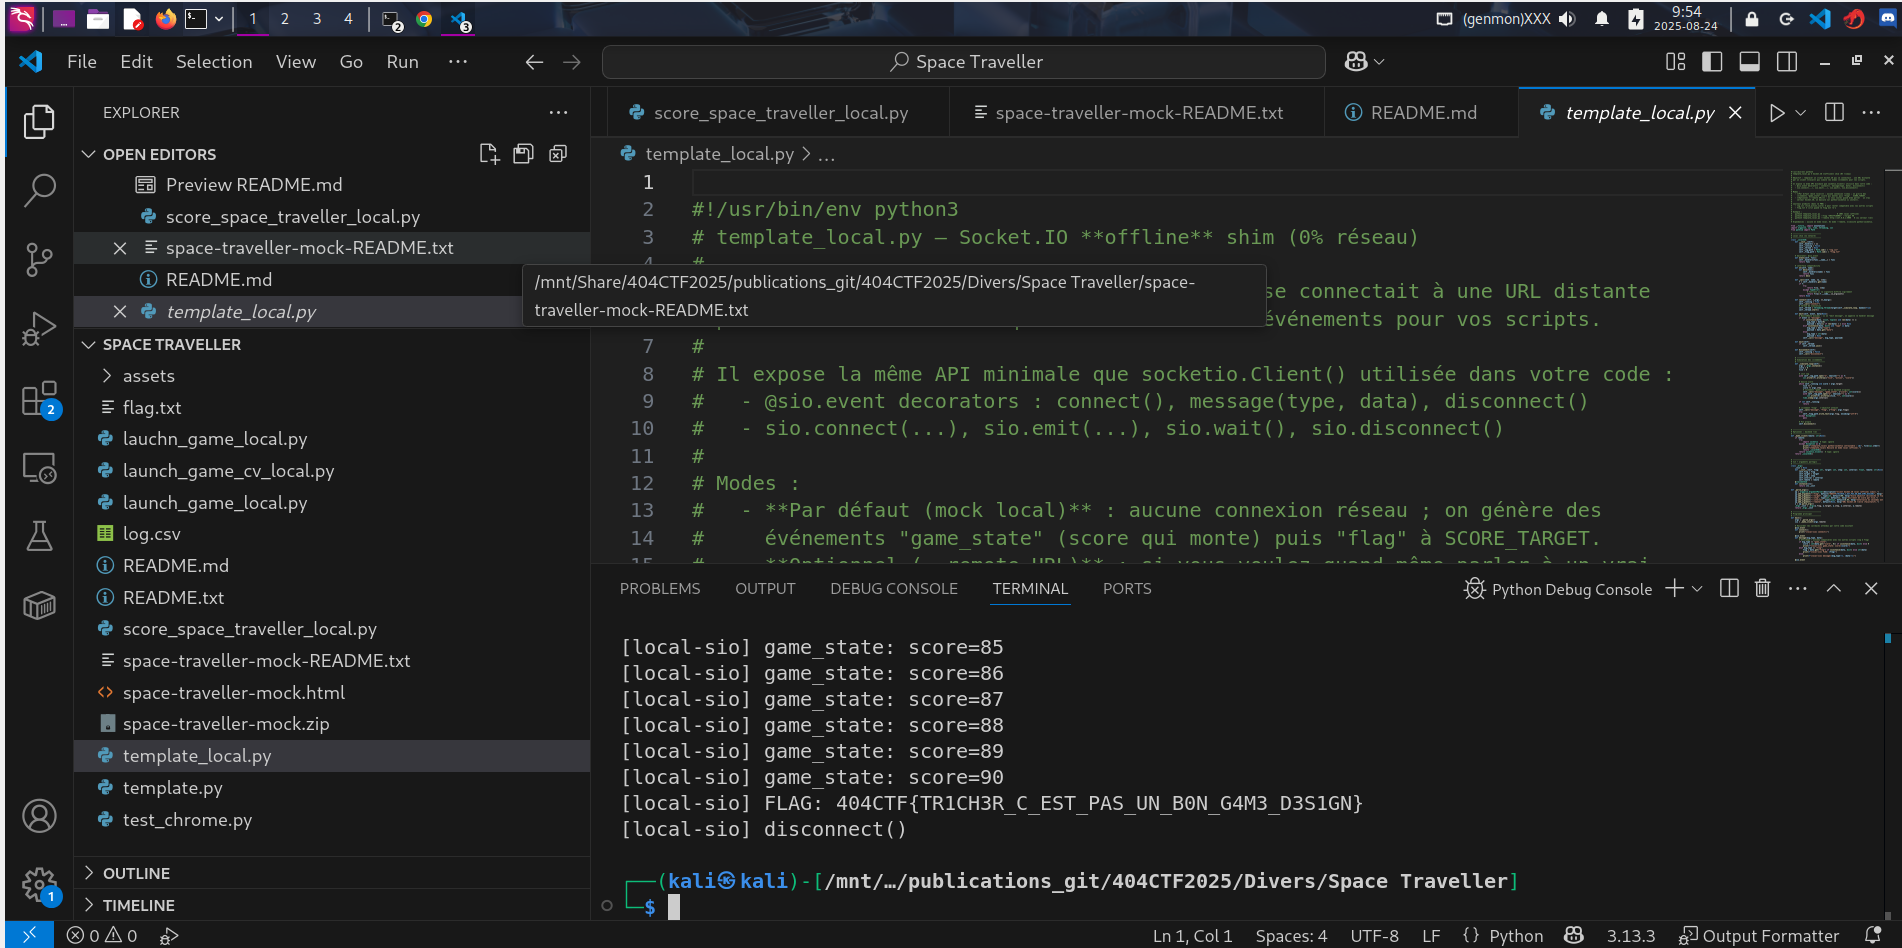 1 2 3 4 2 3 (genmon)XXX 9:54
2025-08-24
File Edit Selection View Go Run ··· Space Traveller
EXPLORER
OPEN EDITORS
Preview README.md
score_space_traveller_local.py
space-traveller-mock-README.txt
README.md
template_local.py
SPACE TRAVELLER
assets
flag.txt
lauchn_game_local.py
launch_game_cv_local.py
launch_game_local.py
log.csv
README.md
README.txt
score_space_traveller_local.py
space-traveller-mock-README.txt
space-traveller-mock.html
space-traveller-mock.zip
template_local.py
template.py
test_chrome.py
OUTLINE
TIMELINE
2
1
score_space_traveller_local.py space-traveller-mock-README.txt README.md template_local.py
template_local.py > ...
1
2 #!/usr/bin/env python3
3 # template_local.py — Socket.IO **offline** shim (0% réseau)
#
/mnt/Share/404CTF2025/publications_git/404CTF2025/Divers/Space Traveller/space-
traveller-mock-README.txt
se connectait à une URL distante
événements pour vos scripts.
7 #
8 # Il expose la même API minimale que socketio.Client() utilisée dans votre code :
9 #   - @sio.event decorators : connect(), message(type, data), disconnect()
10 #   - sio.connect(...), sio.emit(...), sio.wait(), sio.disconnect()
11 #
12 # Modes :
13 #   - **Par défaut (mock local)** : aucune connexion réseau ; on génère des
14 #     événements "game_state" (score qui monte) puis "flag" à SCORE_TARGET.
PROBLEMS OUTPUT DEBUG CONSOLE TERMINAL PORTS Python Debug Console
[local-sio] game_state: score=85
[local-sio] game_state: score=86
[local-sio] game_state: score=87
[local-sio] game_state: score=88
[local-sio] game_state: score=89
[local-sio] game_state: score=90
[local-sio] FLAG: 404CTF{TR1CH3R_C_EST_PAS_UN_B0N_G4M3_D3S1GN}
[local-sio] disconnect()
(kali㉿kali)-[/mnt/…/publications_git/404CTF2025/Divers/Space Traveller]
$
0 0 Ln 1, Col 1 Spaces: 4 UTF-8 LF {} Python 3.13.3 Output Formatter